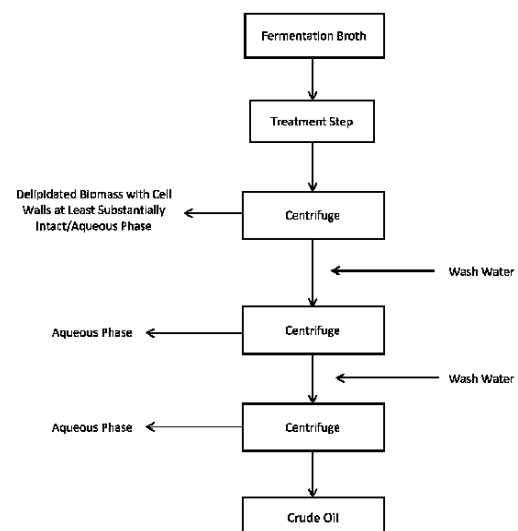 Fermentation Broth
Treatment Step
Delipidated Biomass with Cell
Walls at Least Substantially
Intact/Aqueous Phase
Centrifuge
Wash Water
Aqueous Phase
Centrifuge
Wash Water
Aqueous Phase
Centrifuge
Crude Oil